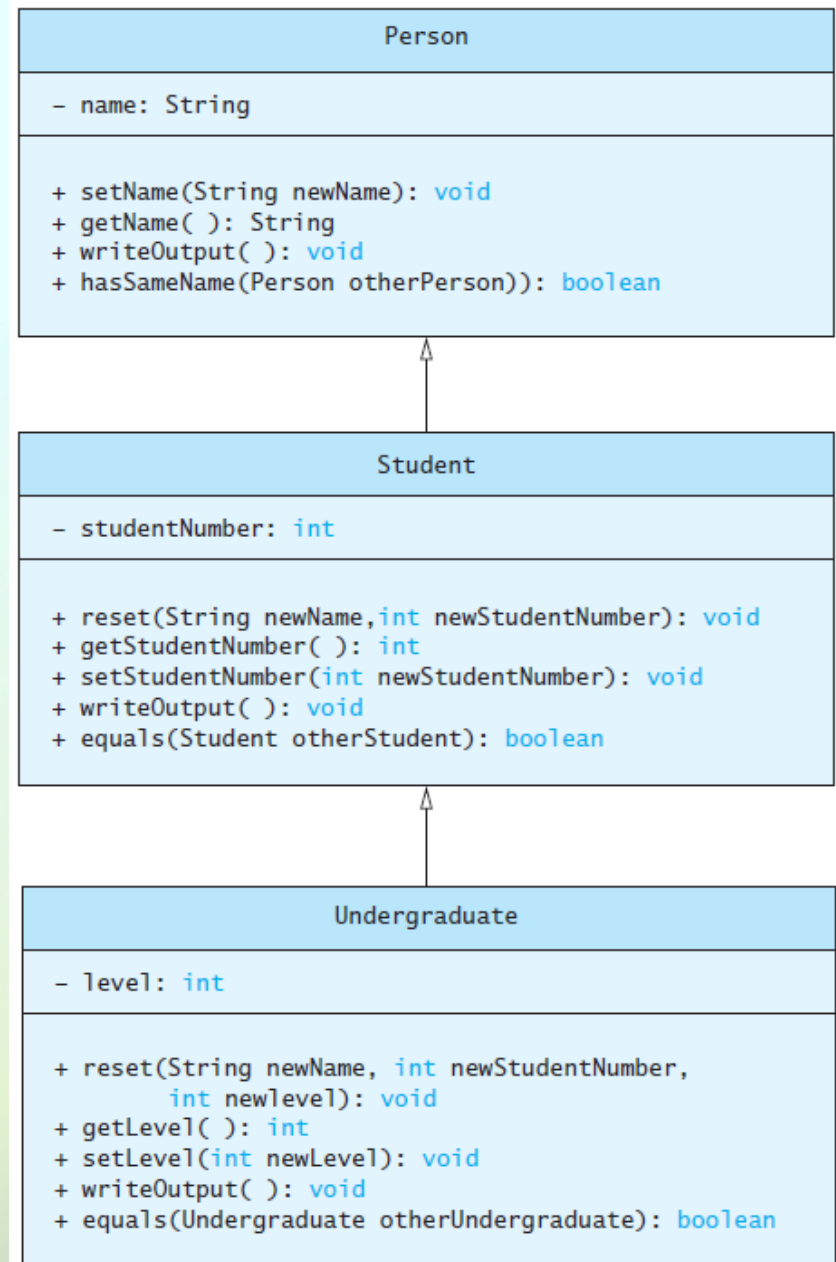 Person
– name: String
+ setName(String newName): void
+ getName( ): String
+ writeOutput( ): void
+ hasSameName(Person otherPerson)): boolean
Student
– studentNumber: int
+ reset(String newName,int newStudentNumber): void
+ getStudentNumber( ): int
+ setStudentNumber(int newStudentNumber): void
+ writeOutput( ): void
+ equals(Student otherStudent): boolean
Undergraduate
– level: int
+ reset(String newName, int newStudentNumber,
int newlevel): void
+ getLevel( ): int
+ setLevel(int newLevel): void
+ writeOutput( ): void
+ equals(Undergraduate otherUndergraduate): boolean